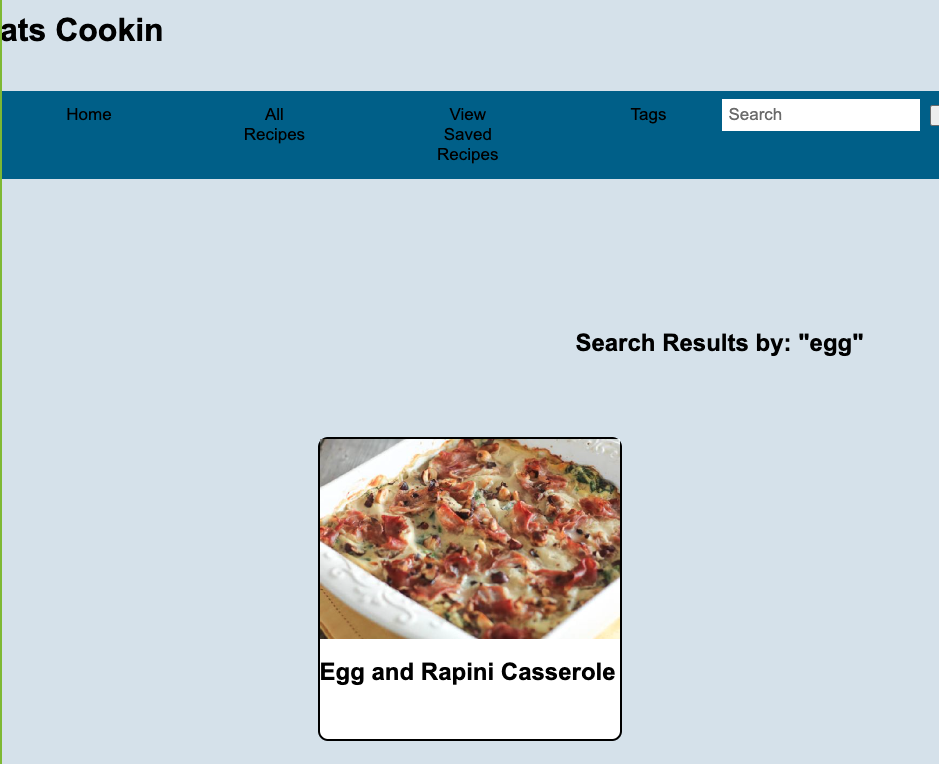 ats Cookin
Home
All
Recipes
View
Saved
Recipes
Tags
Search
Search Results by: "egg"
Egg and Rapini Casserole